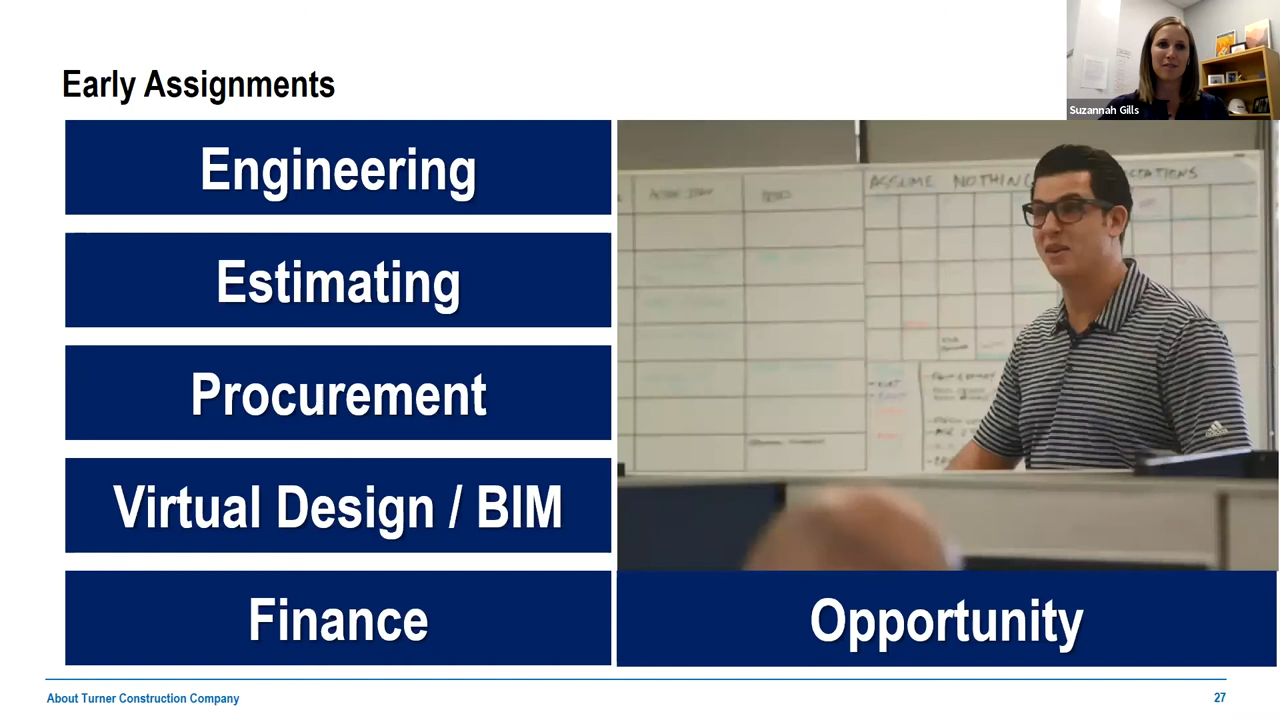 Early Assignments
Suzannah Gills
Engineering
Estimating
Procurement
Virtual Design / BIM
Finance
ASSUME NOTHING
Opportunity
About Turner Construction Company
27